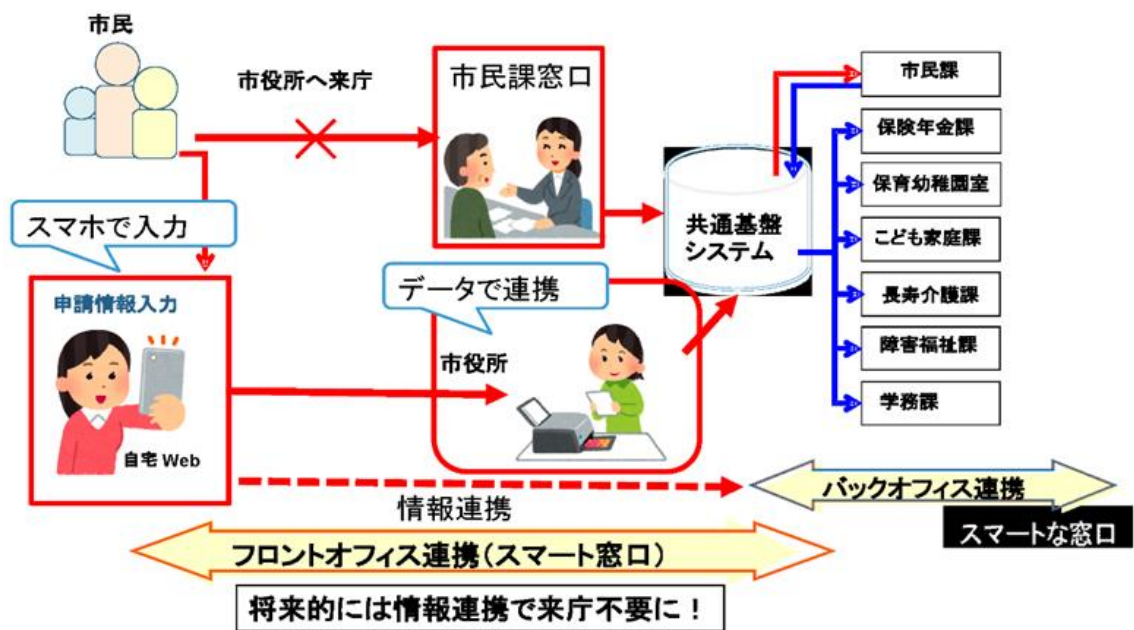 市民
市役所へ来庁
市民課窓口
スマホで入力
申請情報入力
自宅 Web
データで連携
市役所
共通基盤
システム
市民課
保険年金課
保育幼稚園室
こども家庭課
長寿介護課
障害福祉課
学務課
情報連携
バックオフィス連携
スマートな窓口
フロントオフィス連携(スマート窓口)
将来的には情報連携で来庁不要に!